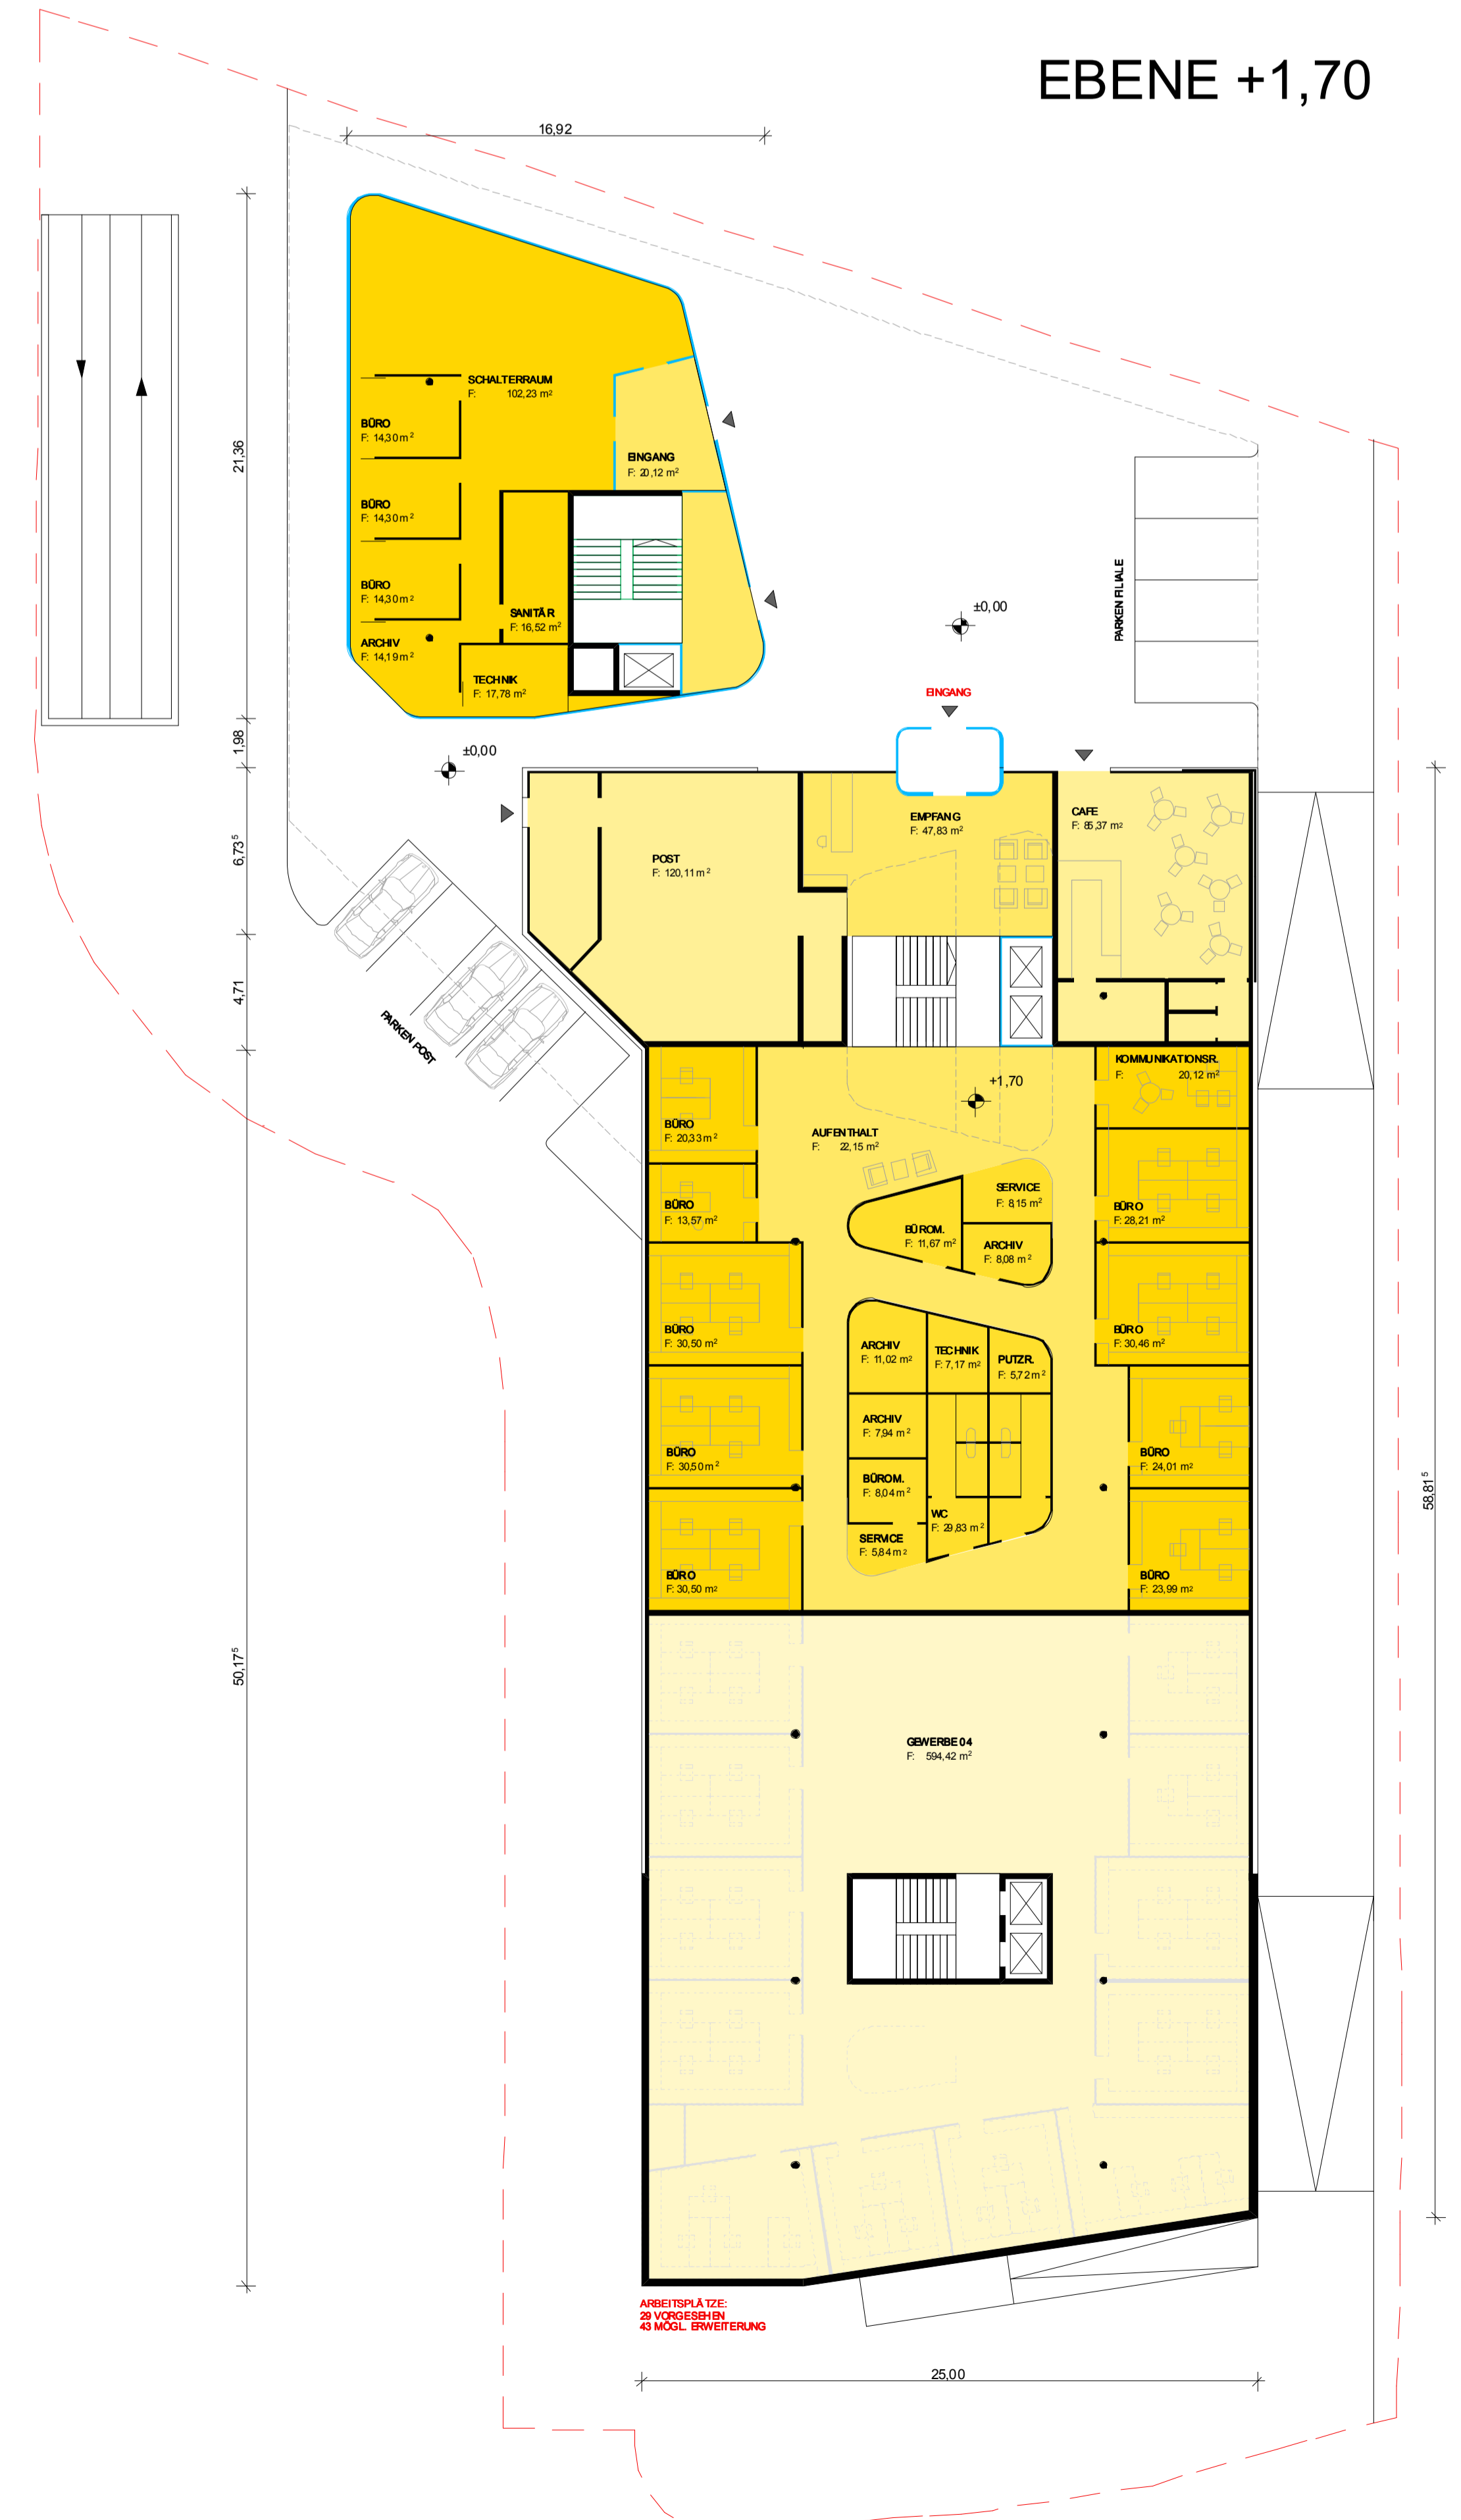 EBENE +1,70
16,92
21,36
1,98
6,73⁵
4,71
50,17⁵
58,81⁵
25,00
SCHALTERRAUM
F: 102,23 m²
BÜRO
F: 14,30 m²
EINGANG
F: 20,12 m²
BÜRO
F: 14,30 m²
BÜRO
F: 14,30 m²
SANITÄR
F: 16,52 m²
ARCHIV
F: 14,19 m²
TECHNIK
F: 17,78 m²
PARKEN FILIALE
±0,00
EINGANG
±0,00
EMPFANG
F: 47,83 m²
CAFE
F: 85,37 m²
POST
F: 120,11 m²
PARKEN POST
KOMMUNIKATIONSR.
F: 20,12 m²
+1,70
BÜRO
F: 20,33 m²
AUFENTHALT
F: 22,15 m²
SERVICE
F: 8,15 m²
BÜRO
F: 13,57 m²
BÜRO
F: 28,21 m²
BÜROM.
F: 11,67 m²
ARCHIV
F: 8,08 m²
BÜRO
F: 30,50 m²
BÜRO
F: 30,46 m²
ARCHIV
F: 11,02 m²
TECHNIK
F: 7,17 m²
PUTZR.
F: 5,72 m²
ARCHIV
F: 7,94 m²
BÜRO
F: 30,50 m²
BÜRO
F: 24,01 m²
BÜROM.
F: 8,04 m²
WC
F: 29,83 m²
SERVICE
F: 5,84 m²
BÜRO
F: 30,50 m²
BÜRO
F: 23,99 m²
GEWERBE 04
F: 594,42 m²
ARBEITSPLÄTZE:
29 VORGESEHEN
43 MÖGL. ERWEITERUNG